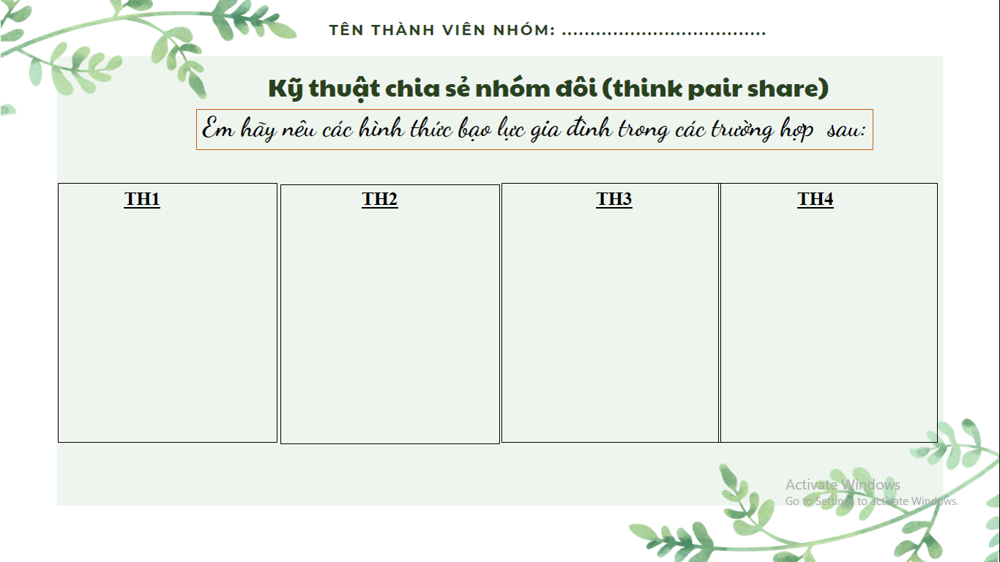 TÊN THÀNH VIÊN NHÓM: ....................................
Kỹ thuật chia sẻ nhóm đôi (think pair share)
Em hãy nêu các hình thức bạo lực gia đình trong các trường hợp sau:
TH1
TH2
TH3
TH4
Activate Windows
Go to Settings to activate Windows.